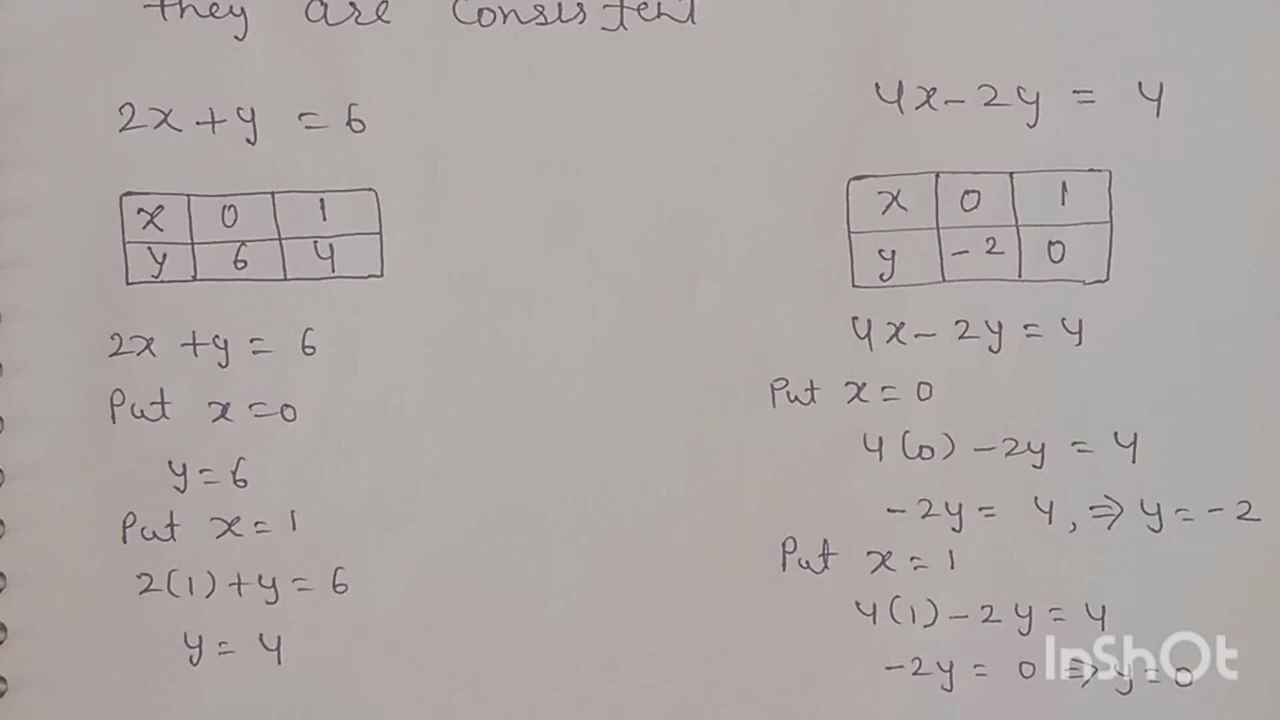 they are consistent
2x + y = 6
x 0 1
y 6 4
2x + y = 6
Put x = 0
y = 6
Put x = 1
2(1) + y = 6
y = 4
4x - 2y = 4
x 0 1
y -2 0
4x - 2y = 4
Put x = 0
4(0) - 2y = 4
-2y = 4, ⇒ y = -2
Put x = 1
4(1) - 2y = 4
-2y = 0 ⇒ y = 0
InShOt